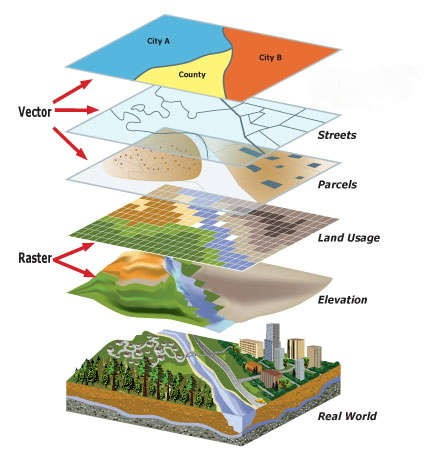 City A
City B
County
Vector
Streets
Parcels
Land Usage
Raster
Elevation
Real World